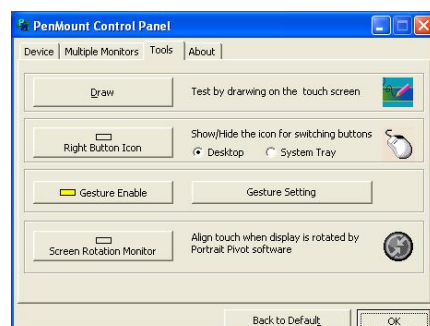 PenMount Control Panel
Device Multiple Monitors Tools About
Draw
Test by drarwing on the touch screen
Right Button Icon
Show/Hide the icon for switching buttons
Desktop System Tray
Gesture Enable
Gesture Setting
Screen Rotation Monitor
Align touch when display is rotated by
Portrait Pivot software
Back to Default
OK